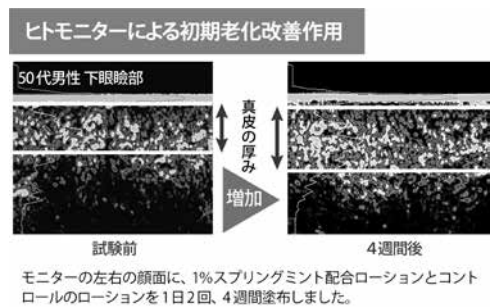 ヒトモニターによる初期老化改善作用
50代男性 下眼瞼部
真皮の厚み
増加
試験前
4週間後
モニターの左右の顔面に、1%スプリングミント配合ローションとコント
ロールのローションを1日2回、4週間塗布しました。